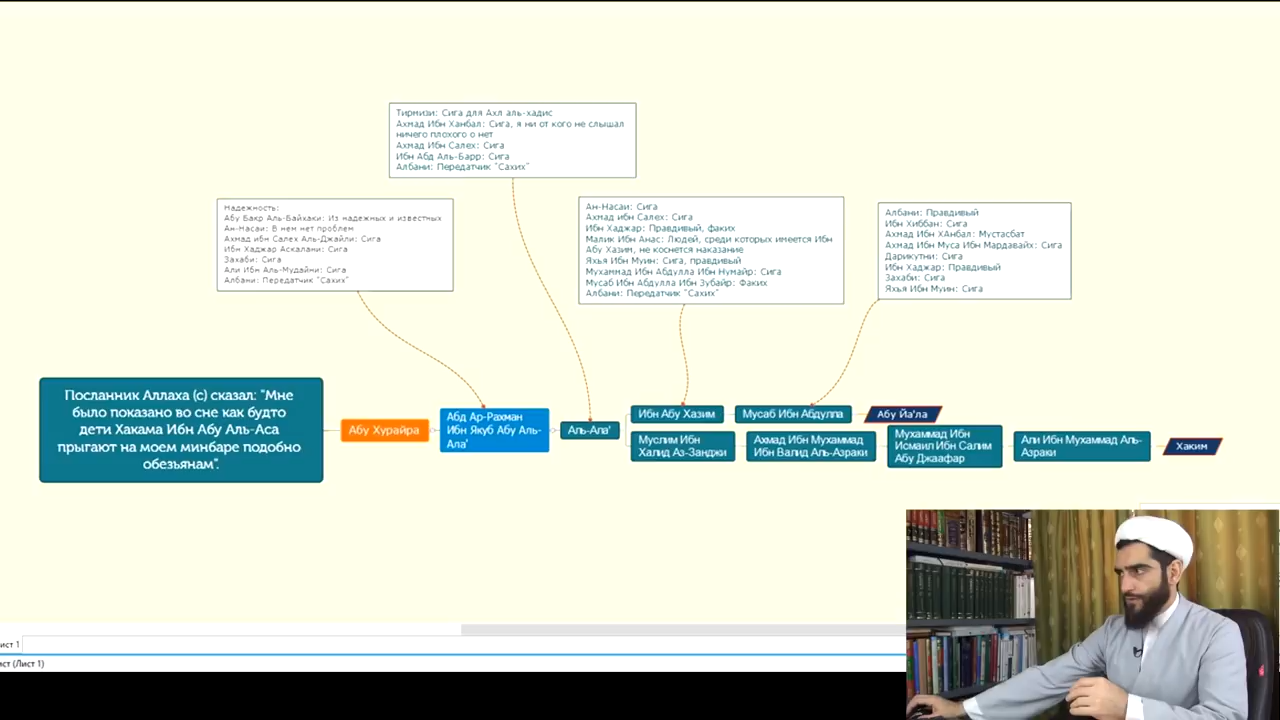 Тирмизи: Сига для Ахл аль-хадис
Ахмад Ибн Ханбал: Сига, я ни от кого не слышал
ничего плохого о нет
Ахмад Ибн Салех: Сига
Ибн Абд Аль-Барр: Сига
Албани: Передатчик "Сахих"
Надежность:
Абу Бакр Аль-Байхаки: Из надежных и известных
Ан-Насаи: В нем нет проблем
Ахмад ибн Салех Аль-Джайли: Сига
Ибн Хаджар Аскалани: Сига
Захаби: Сига
Али Ибн Аль-Мудайни: Сига
Албани: Передатчик "Сахих"
Ан-Насаи: Сига
Ахмад ибн Салех: Сига
Ибн Хаджар: Правдивый, факих
Малик Ибн Анас: Людей, среди которых имеется Ибн
Абу Хазим, не коснется наказание
Яхья Ибн Муин: Сига, правдивый
Мухаммад Ибн Абдулла Ибн Нумайр: Сига
Мусаб Ибн Абдулла Ибн Зубайр: Факих
Албани: Передатчик "Сахих"
Албани: Правдивый
Ибн Хиббан: Сига
Ахмад Ибн ХАнбал: Мустасбат
Ахмад Ибн Муса Ибн Мардавайх: Сига
Дарикутни: Сига
Ибн Хаджар: Правдивый
Захаби: Сига
Яхья Ибн Муин: Сига
Посланник Аллаха (с) сказал: "Мне
было показано во сне как будто
дети Хакама Ибн Абу Аль-Аса
прыгают на моем минбаре подобно
обезьянам".
Абу Хурайра
Абд Ар-Рахман
Ибн Якуб Абу Аль-
Ала'
Аль-Ала'
Ибн Абу Хазим
Мусаб Ибн Абдулла
Абу Йа'ла
Муслим Ибн
Халид Аз-Занджи
Ахмад Ибн Мухаммад
Ибн Валид Аль-Азраки
Мухаммад Ибн
Исмаил Ибн Салим
Абу Джаафар
Али Ибн Мухаммад Аль-
Азраки
Хаким
ист 1
ст (Лист 1)